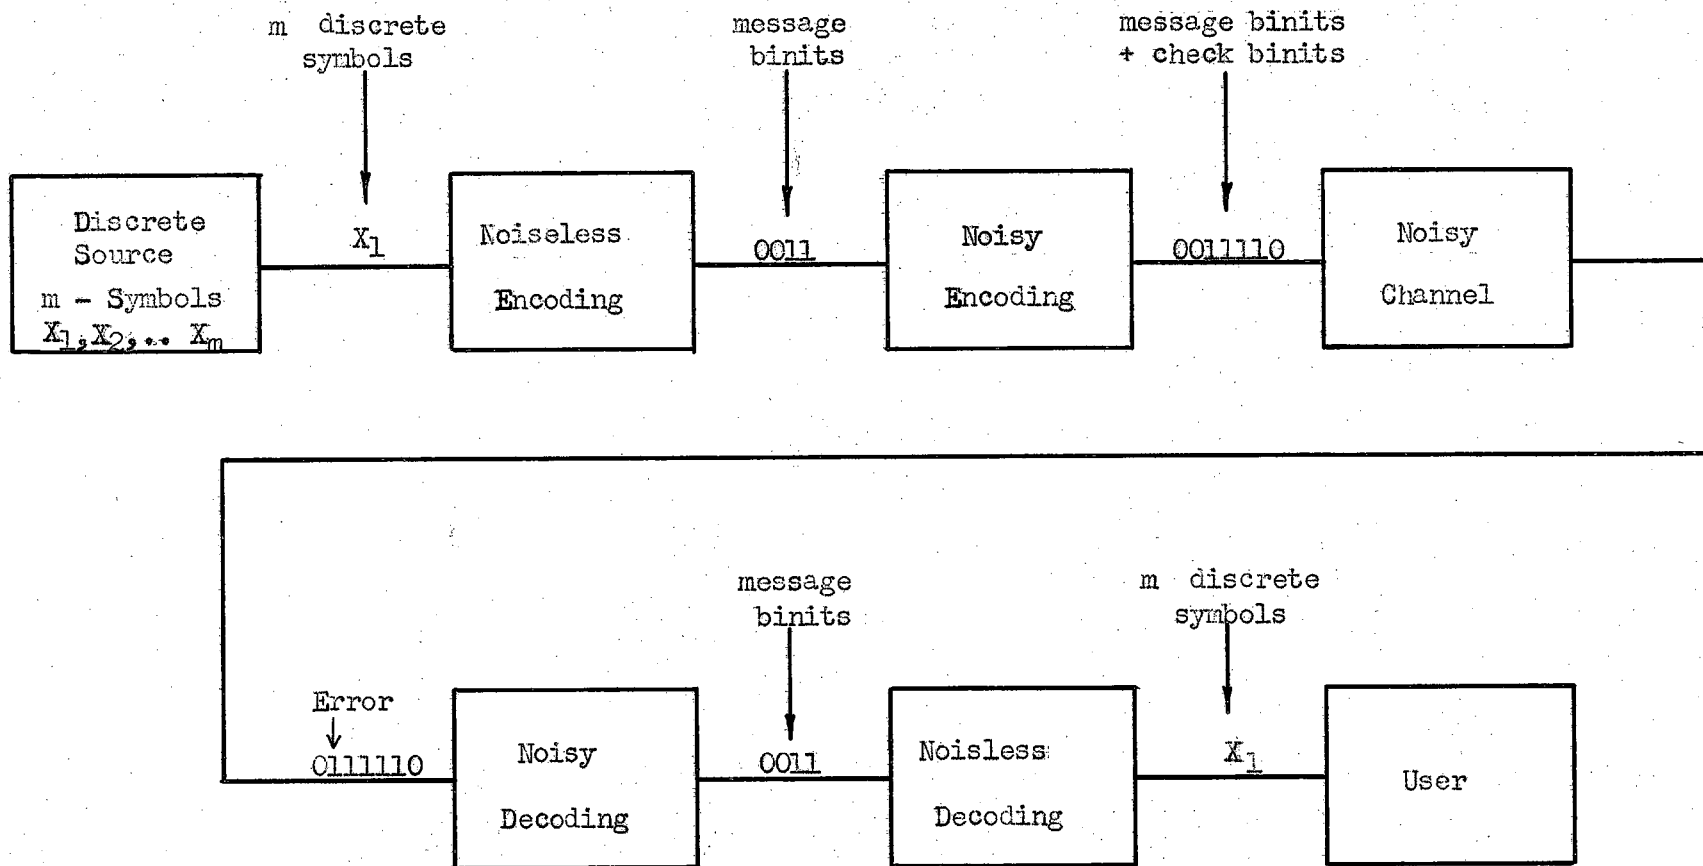 m discrete
symbols
message
binits
message binits
+ check binits
Discrete
Source
m - Symbols
X1,X2,.. Xm
X1
Noiseless
Encoding
0011
Noisy
Encoding
0011110
Noisy
Channel
Error
0111110
Noisy
Decoding
message
binits
0011
Noisless
Decoding
m discrete
symbols
X1
User